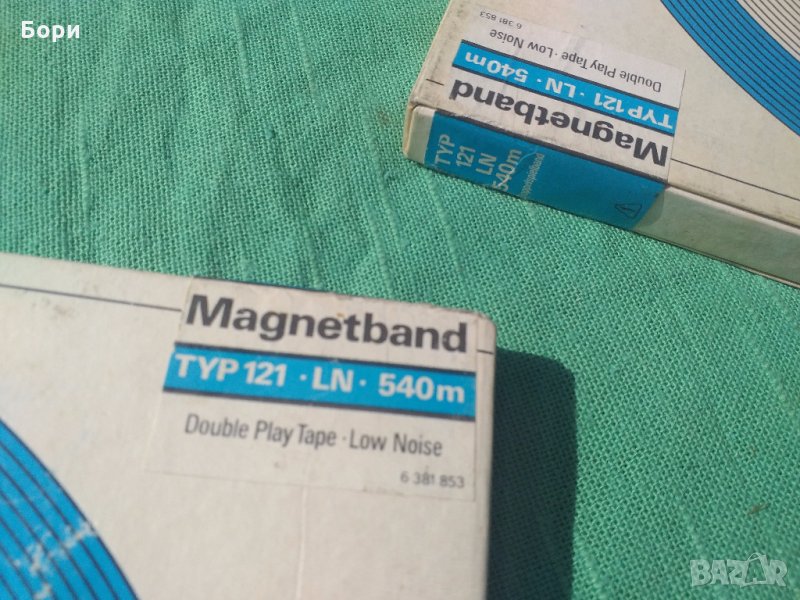 Бори
6 381 853
Double Play Tape · Low Noise
TYP 121 · LN · 540m
Magnetband
TYP
121
LN
540m
Magnetband
TYP 121 · LN · 540m
Double Play Tape · Low Noise
6 381 853
BAZAR